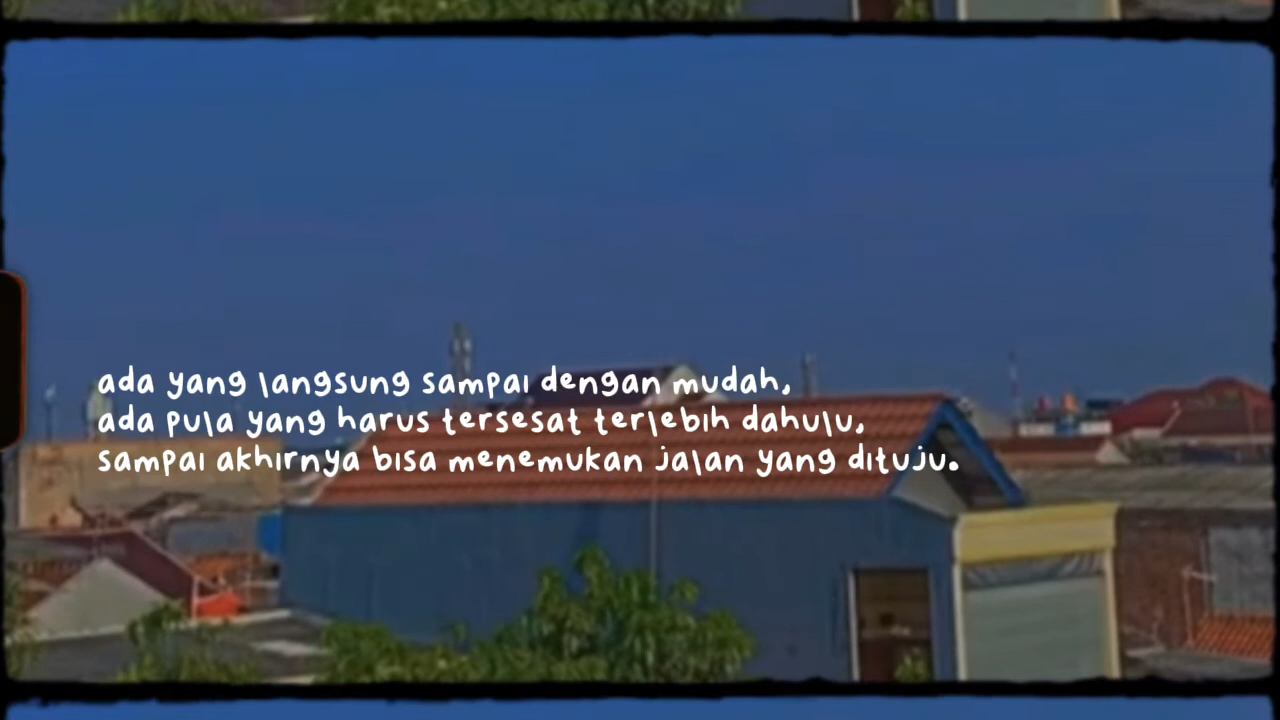 ada yang langsung sampai dengan mudah,
ada pula yang harus tersesat terlebih dahulu,
sampai akhirnya bisa menemukan jalan yang dituju.